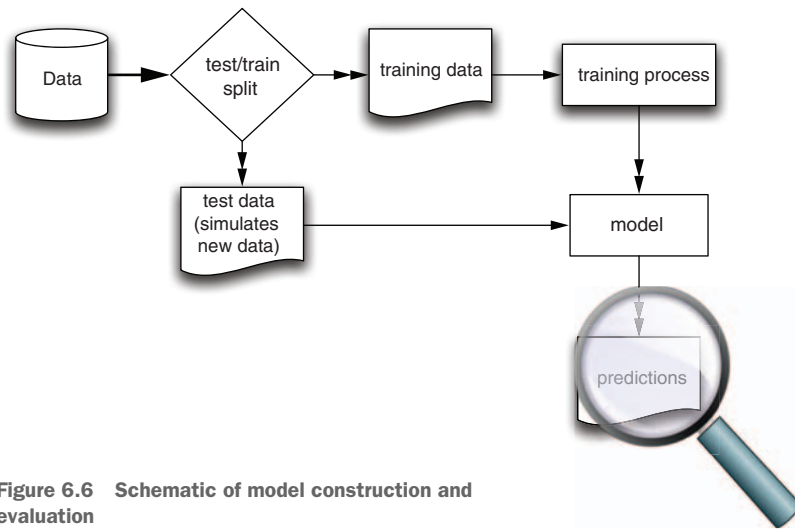 Data
test/train
split
training data
training process
test data
(simulates
new data)
model
predictions
Figure 6.6 Schematic of model construction and
evaluation